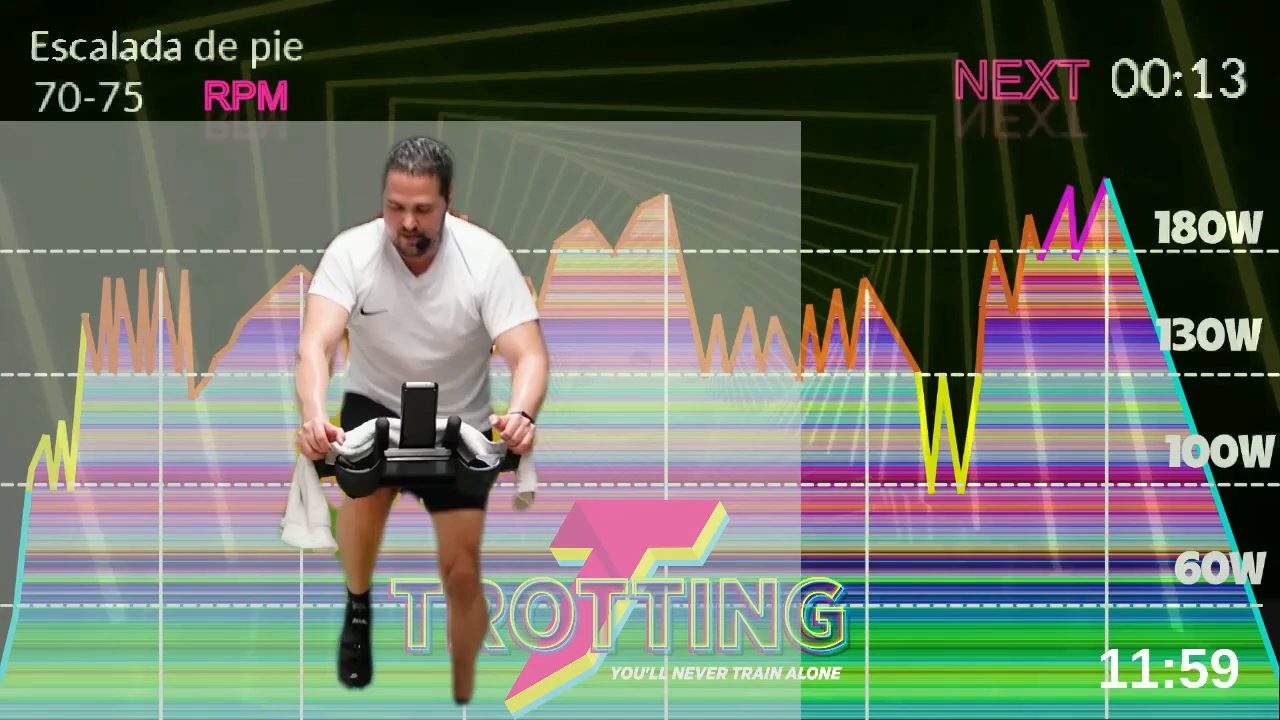 Escalada de pie
70-75 RPM
NEXT 00:13
180W
130W
100W
60W
TROTTING
YOU'LL NEVER TRAIN ALONE
11:59